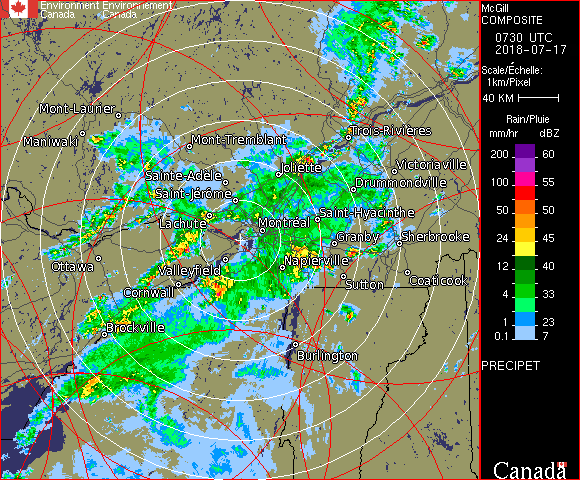 Environment Environnement
Canada Canada
McGill
COMPOSITE
0730 UTC
2018-07-17
Scale/Échelle:
1km/Pixel
40 KM
Rain/Pluie
mm/hr dBZ
200 60
100 55
50 50
24 45
12 40
4 33
1 23
0.1 7
PRECIPET
Canada
Mont-Laurier
Maniwaki
Mont-Tremblant
Trois-Rivières
Sainte-Adèle
Joliette
Victoriaville
Saint-Jérôme
Drummondville
Lachute
Montréal
Saint-Hyacinthe
Granby
Sherbrooke
Ottawa
Valleyfield
Napierville
Cornwall
Sutton
Coaticook
Brockville
Burlington